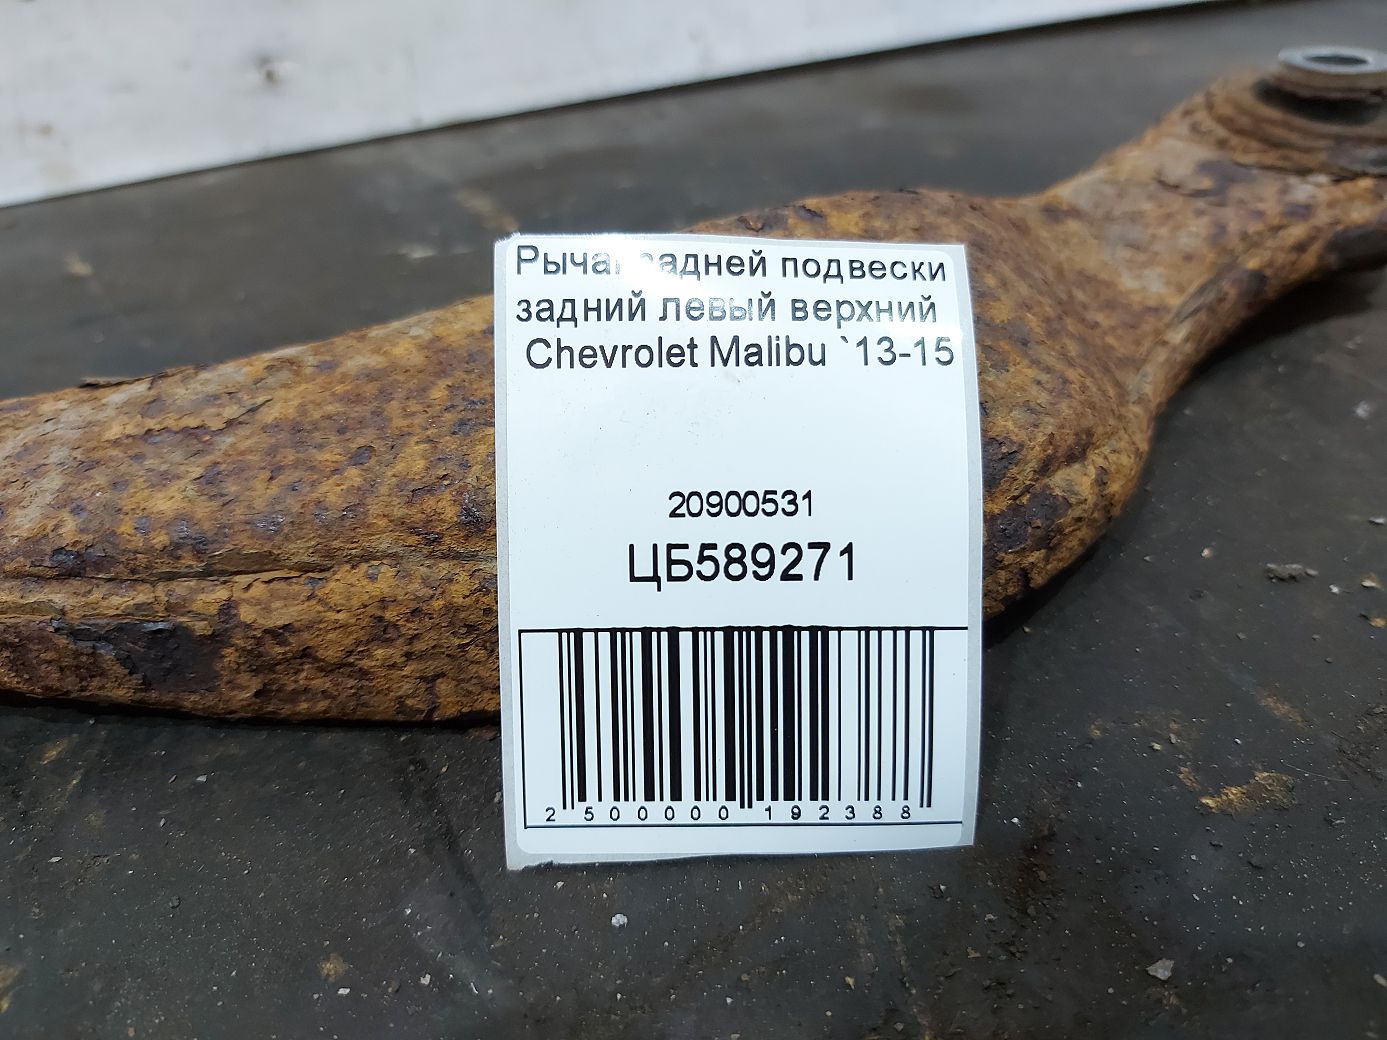 Рычаг задней подвески
задний левый верхний
Chevrolet Malibu `13-15
20900531
ЦБ589271
2 500000 192388